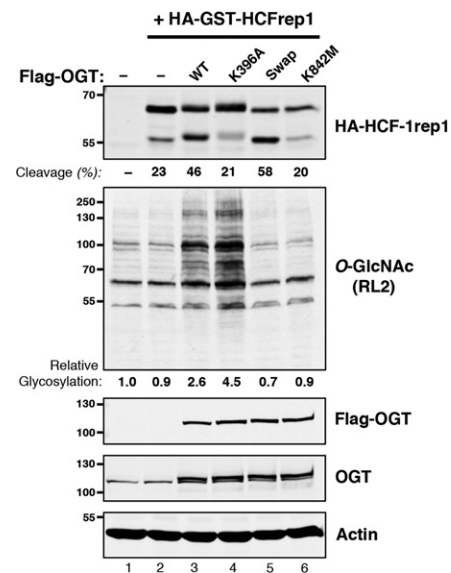 + HA-GST-HCFrep1
Flag-OGT: – – WT K396A Swap K842M
70
55
HA-HCF-1rep1
Cleavage (%): – 23 46 21 58 20
250
130
100
70
55
O-GlcNAc
(RL2)
Relative
Glycosylation: 1.0 0.9 2.6 4.5 0.7 0.9
130
100
Flag-OGT
130
100
OGT
55
Actin
1 2 3 4 5 6